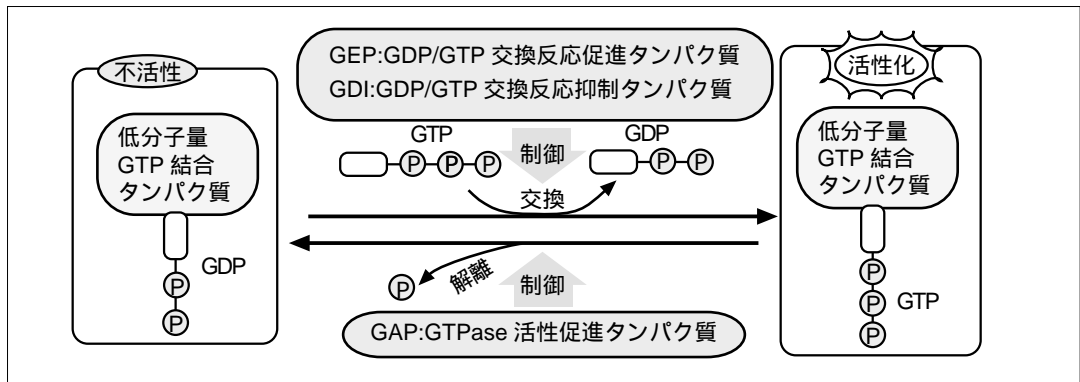 GEP:GDP/GTP 交換反応促進タンパク質
GDI:GDP/GTP 交換反応抑制タンパク質
不活性
活性化
低分子量
GTP 結合
タンパク質
GDP
P
P
GTP
P P P
制御
GDP
P P
交換
P
解離
制御
GAP:GTPase 活性促進タンパク質
低分子量
GTP 結合
タンパク質
P
P
P
GTP